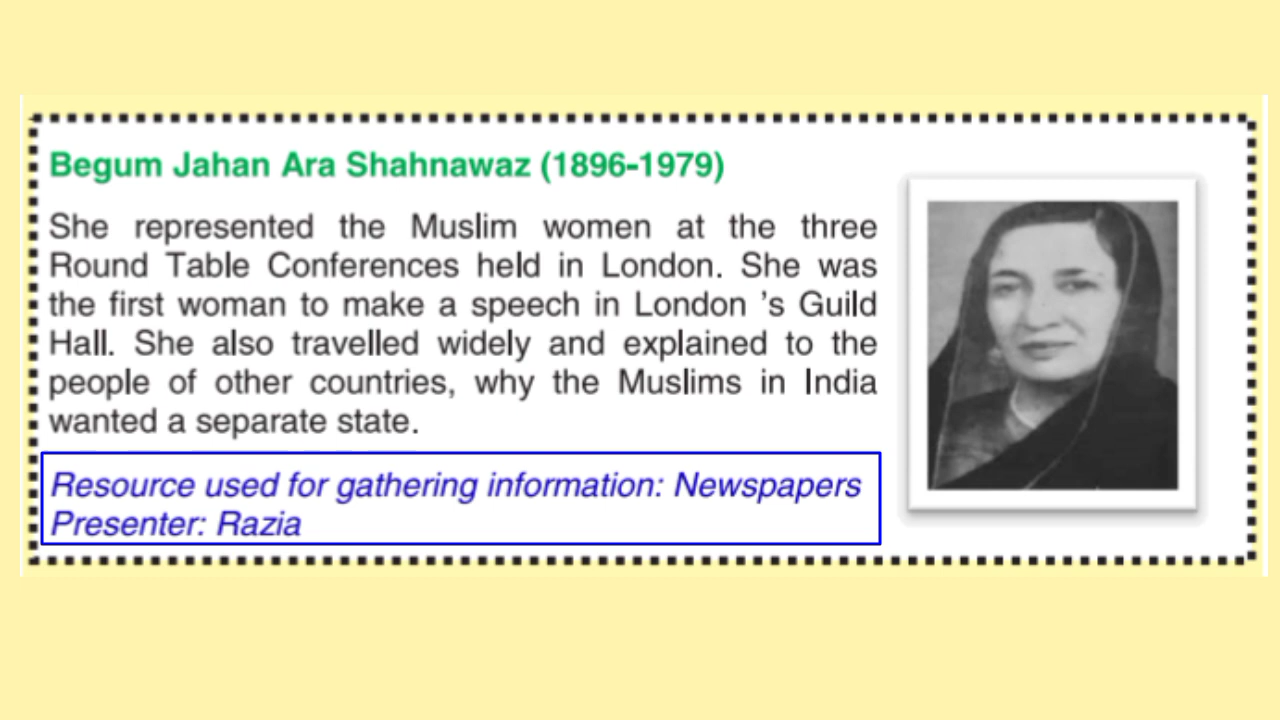 Begum Jahan Ara Shahnawaz (1896-1979)
She represented the Muslim women at the three
Round Table Conferences held in London. She was
the first woman to make a speech in London 's Guild
Hall. She also travelled widely and explained to the
people of other countries, why the Muslims in India
wanted a separate state.
Resource used for gathering information: Newspapers
Presenter: Razia